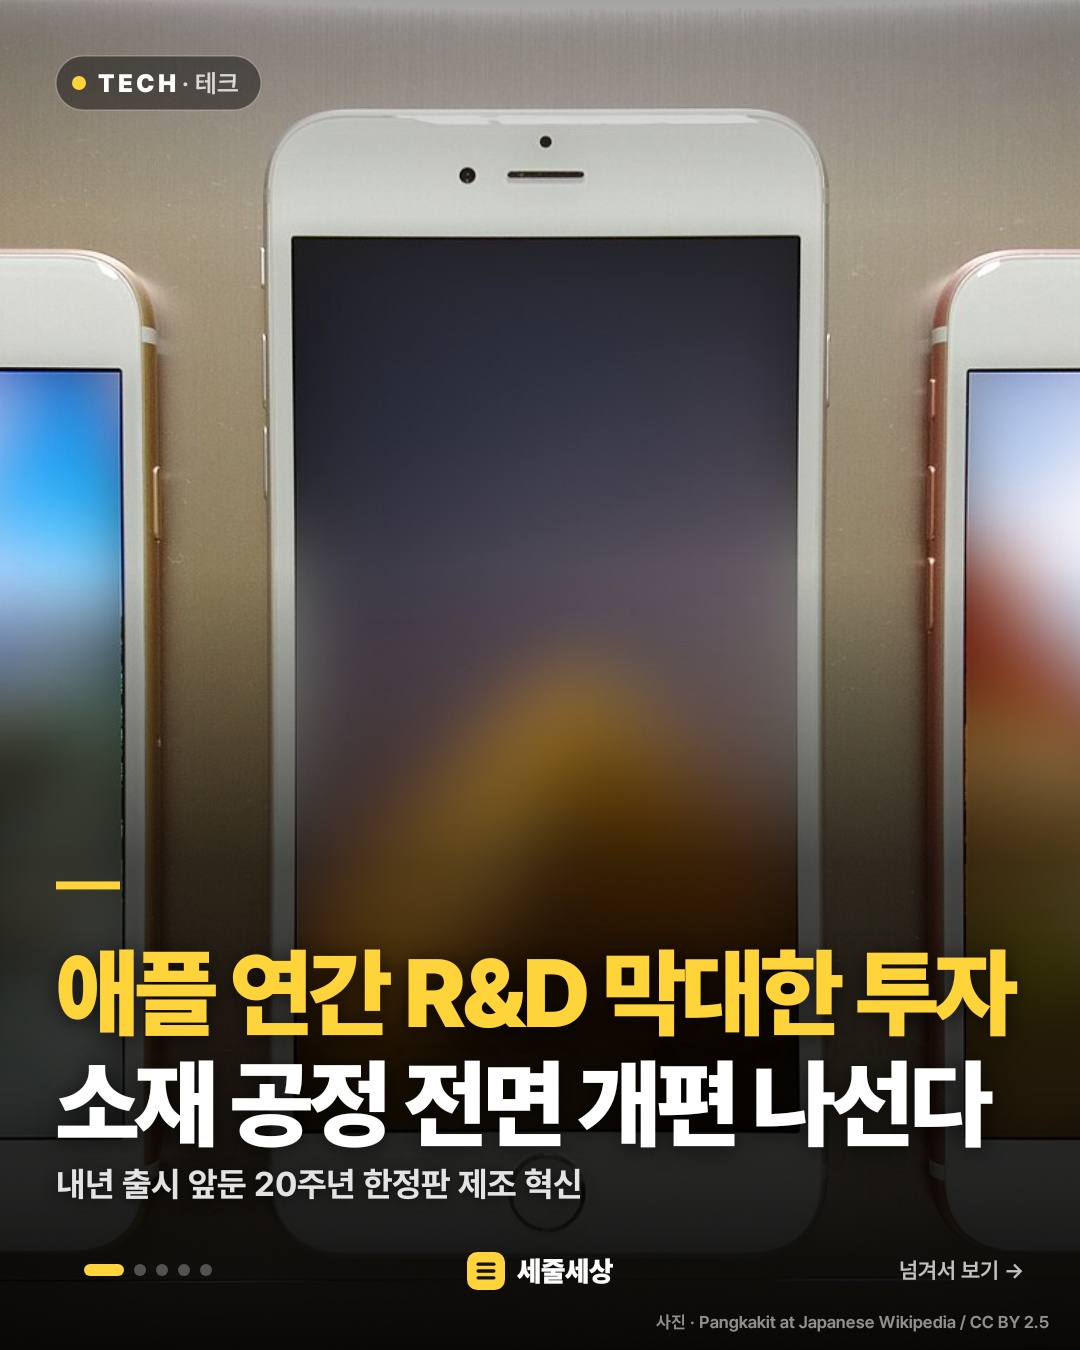 TECH · 테크
애플 연간 R&D 막대한 투자
소재 공정 전면 개편 나선다
내년 출시 앞둔 20주년 한정판 제조 혁신
세줄세상
넘겨서 보기 →
사진 · Pangkakit at Japanese Wikipedia / CC BY 2.5